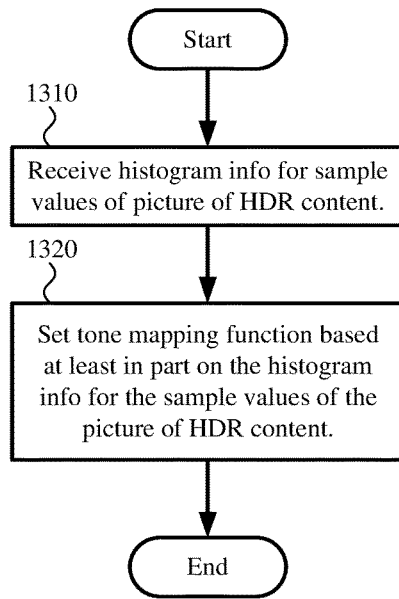 Start
1310
Receive histogram info for sample
values of picture of HDR content.
1320
Set tone mapping function based
at least in part on the histogram
info for the sample values of the
picture of HDR content.
End